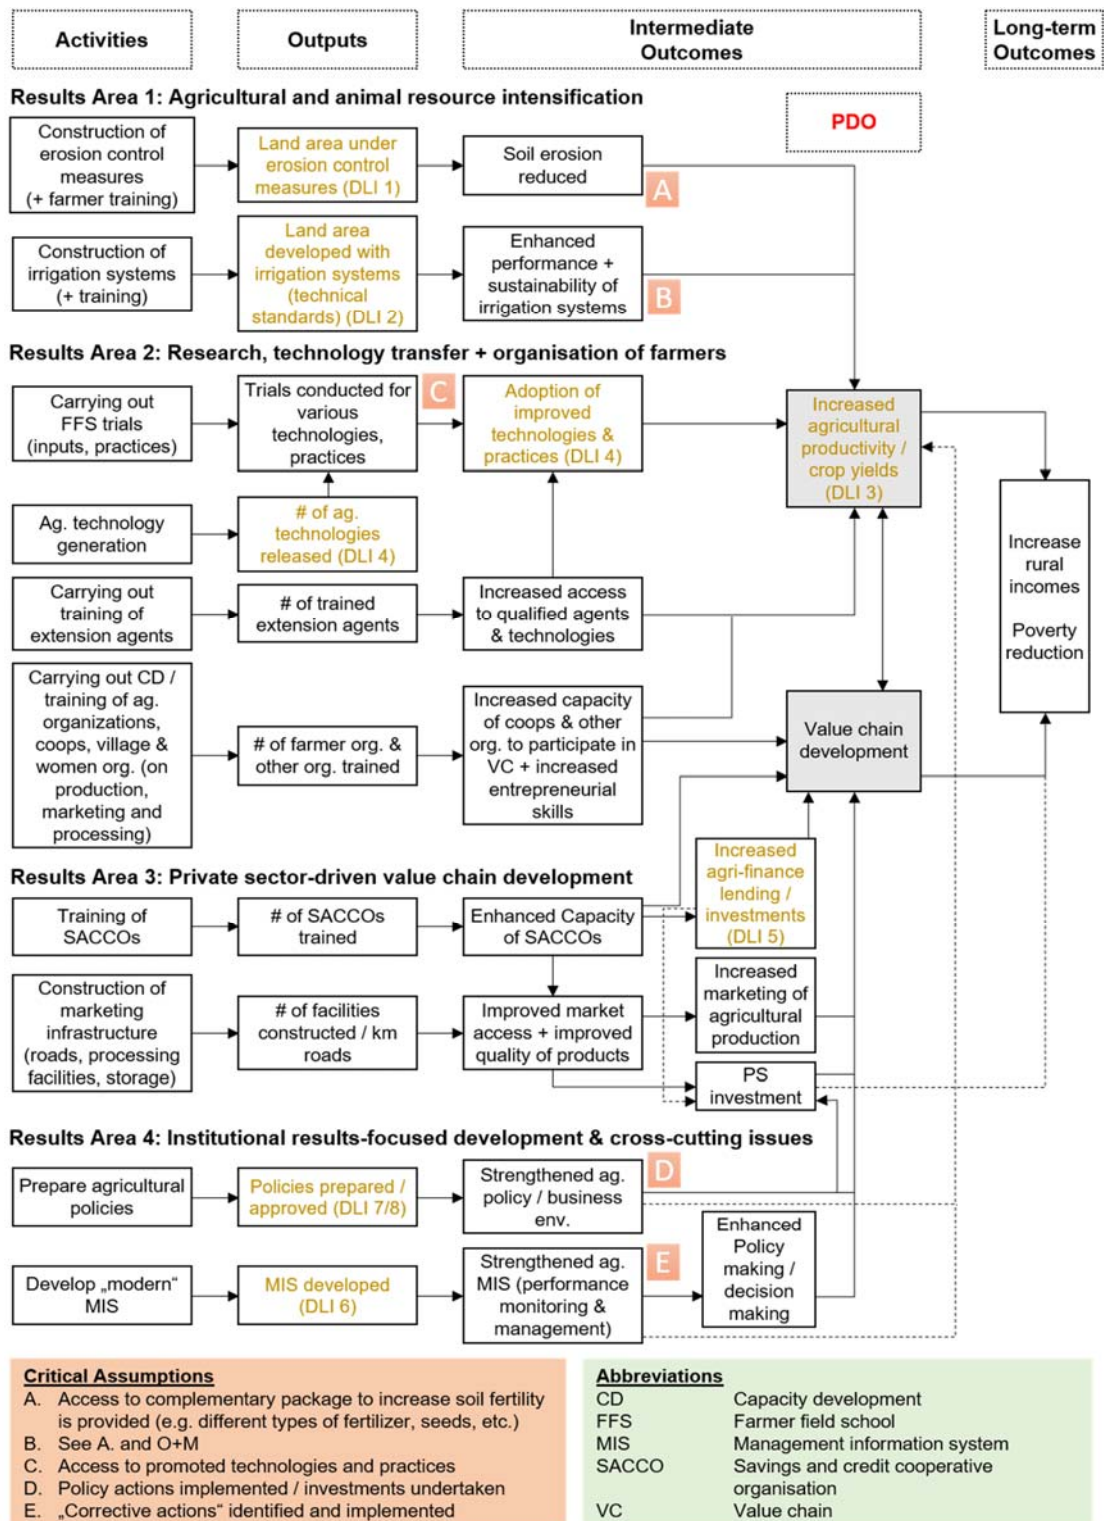 Activities
Outputs
Intermediate
Outcomes
Long-term
Outcomes
Results Area 1: Agricultural and animal resource intensification
PDO
Construction of
erosion control
measures
(+ farmer training)
Land area under
erosion control
measures (DLI 1)
Soil erosion
reduced
A
Construction of
irrigation systems
(+ training)
Land area
developed with
irrigation systems
(technical
standards) (DLI 2)
Enhanced
performance +
sustainability of
irrigation systems
B
Results Area 2: Research, technology transfer + organisation of farmers
Carrying out
FFS trials
(inputs, practices)
Trials conducted for
various
technologies,
practices
C
Adoption of
improved
technologies &
practices (DLI 4)
Increased
agricultural
productivity /
crop yields
(DLI 3)
Ag. technology
generation
# of ag.
technologies
released (DLI 4)
Increase
rural
incomes
Poverty
reduction
Carrying out
training of
extension agents
# of trained
extension agents
Increased access
to qualified agents
& technologies
Carrying out CD /
training of ag.
organizations,
coops, village &
women org. (on
production,
marketing and
processing)
# of farmer org. &
other org. trained
Increased capacity
of coops & other
org. to participate in
VC + increased
entrepreneurial
skills
Value chain
development
Results Area 3: Private sector-driven value chain development
Training of
SACCOs
# of SACCOs
trained
Enhanced Capacity
of SACCOs
Increased
agri-finance
lending /
investments
(DLI 5)
Construction of
marketing
infrastructure
(roads, processing
facilities, storage)
# of facilities
constructed / km
roads
Improved market
access + improved
quality of products
Increased
marketing of
agricultural
production
PS
investment
Results Area 4: Institutional results-focused development & cross-cutting issues
Prepare agricultural
policies
Policies prepared /
approved (DLI 7/8)
Strengthened ag.
policy / business
env.
D
Develop „modern“
MIS
MIS developed
(DLI 6)
Strengthened ag.
MIS (performance
monitoring &
management)
E
Enhanced
Policy
making /
decision
making
Critical Assumptions
A. Access to complementary package to increase soil fertility
is provided (e.g. different types of fertilizer, seeds, etc.)
B. See A. and O+M
C. Access to promoted technologies and practices
D. Policy actions implemented / investments undertaken
E. „Corrective actions“ identified and implemented
Abbreviations
CD Capacity development
FFS Farmer field school
MIS Management information system
SACCO Savings and credit cooperative
organisation
VC Value chain